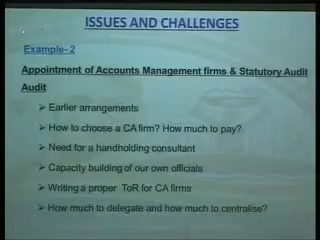 ISSUES AND CHALLENGES
Example- 2
Appointment of Accounts Management firms & Statutory Audit
Audit
➢ Earlier arrangements
➢ How to choose a CA firm? How much to pay?
➢ Need for a handholding consultant
➢ Capacity building of our own officials
➢ Writing a proper ToR for CA firms
➢ How much to delegate and how much to centralise?